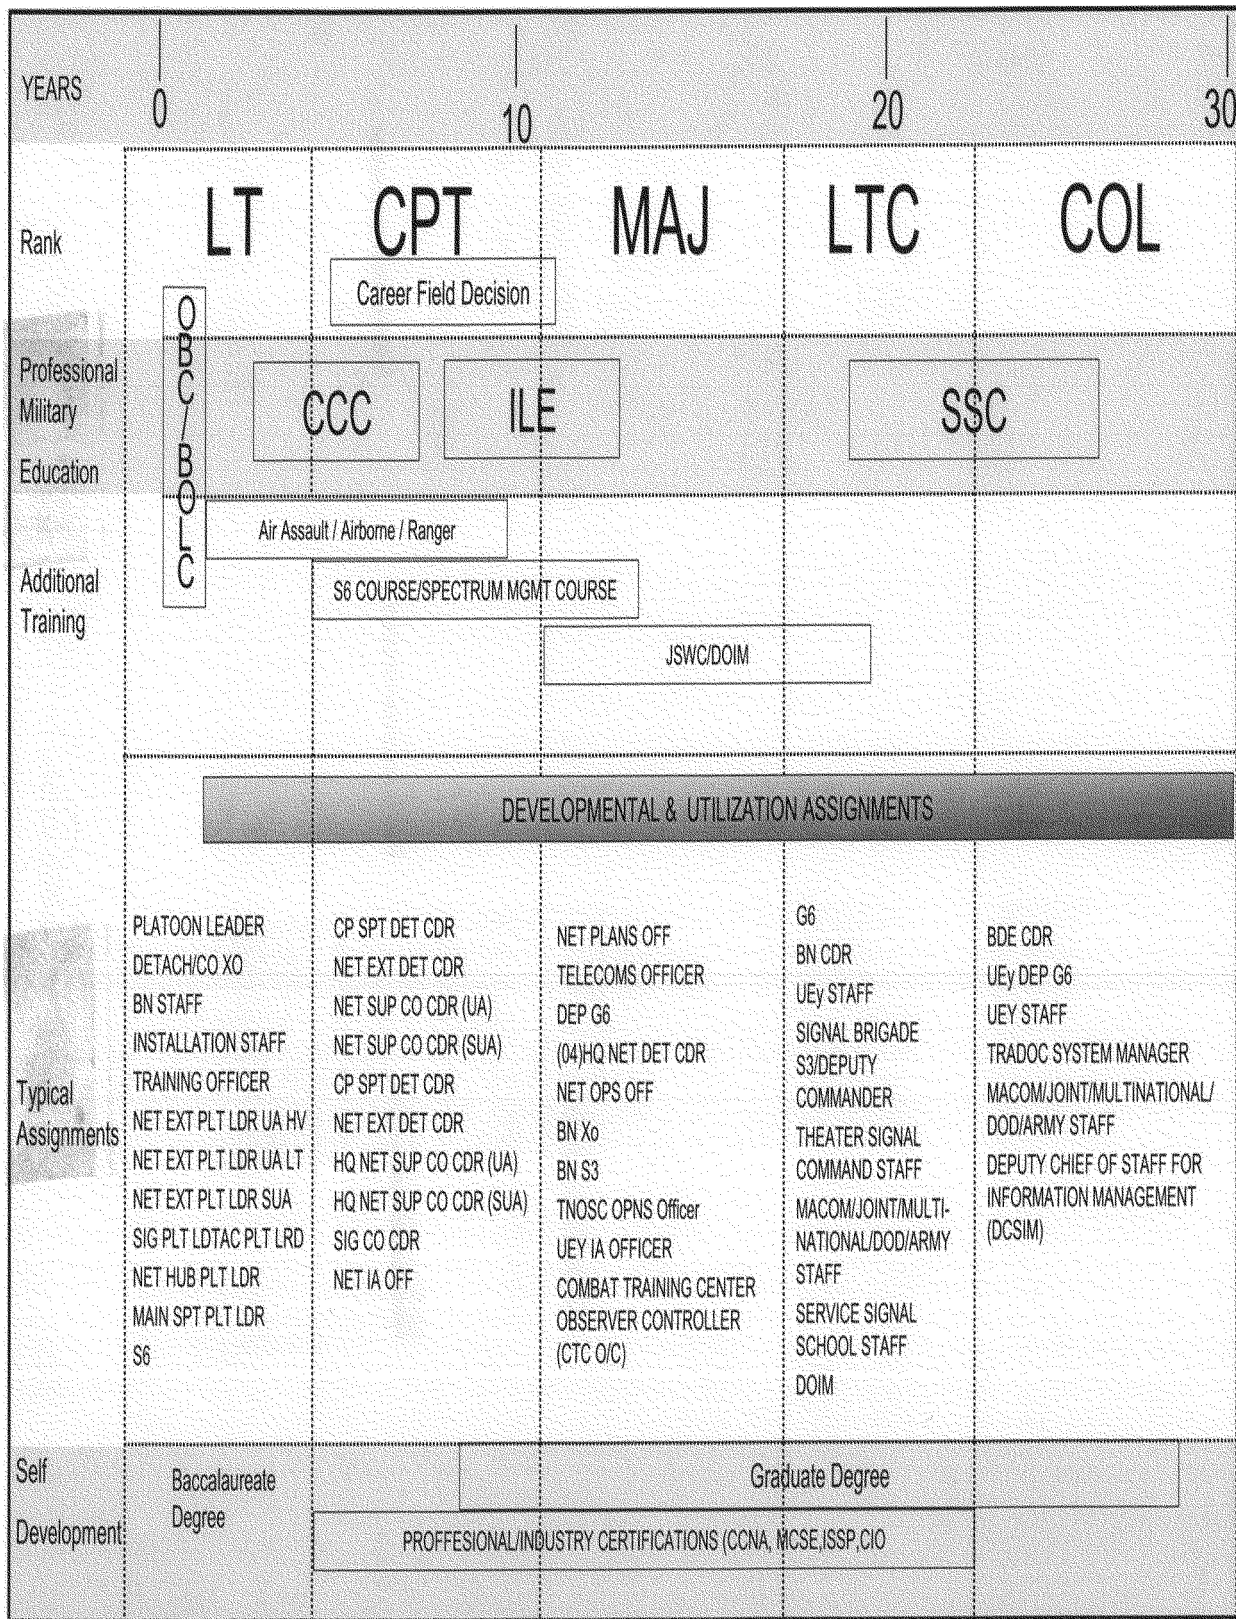 YEARS
0
10
20
30
Rank
LT
CPT
MAJ
LTC
COL
Career Field Decision
OBC/BOLC
Professional
Military
Education
CCC
ILE
SSC
Additional
Training
Air Assault / Airborne / Ranger
S6 COURSE/SPECTRUM MGMT COURSE
JSWC/DOIM
DEVELOPMENTAL & UTILIZATION ASSIGNMENTS
Typical
Assignments
PLATOON LEADER
DETACH/CO XO
BN STAFF
INSTALLATION STAFF
TRAINING OFFICER
NET EXT PLT LDR UA HV
NET EXT PLT LDR UA LT
NET EXT PLT LDR SUA
SIG PLT LDTAC PLT LRD
NET HUB PLT LDR
MAIN SPT PLT LDR
S6
CP SPT DET CDR
NET EXT DET CDR
NET SUP CO CDR (UA)
NET SUP CO CDR (SUA)
CP SPT DET CDR
NET EXT DET CDR
HQ NET SUP CO CDR (UA)
HQ NET SUP CO CDR (SUA)
SIG CO CDR
NET IA OFF
NET PLANS OFF
TELECOMS OFFICER
DEP G6
(04)HQ NET DET CDR
NET OPS OFF
BN Xo
BN S3
TNOSC OPNS Officer
UEY IA OFFICER
COMBAT TRAINING CENTER
OBSERVER CONTROLLER
(CTC O/C)
G6
BN CDR
UEy STAFF
SIGNAL BRIGADE
S3/DEPUTY
COMMANDER
THEATER SIGNAL
COMMAND STAFF
MACOM/JOINT/MULTI-
NATIONAL/DOD/ARMY
STAFF
SERVICE SIGNAL
SCHOOL STAFF
DOIM
BDE CDR
UEy DEP G6
UEY STAFF
TRADOC SYSTEM MANAGER
MACOM/JOINT/MULTINATIONAL/
DOD/ARMY STAFF
DEPUTY CHIEF OF STAFF FOR
INFORMATION MANAGEMENT
(DCSIM)
Self
Development
Baccalaureate
Degree
Graduate Degree
PROFFESIONAL/INDUSTRY CERTIFICATIONS (CCNA, MCSE,ISSP,CIO